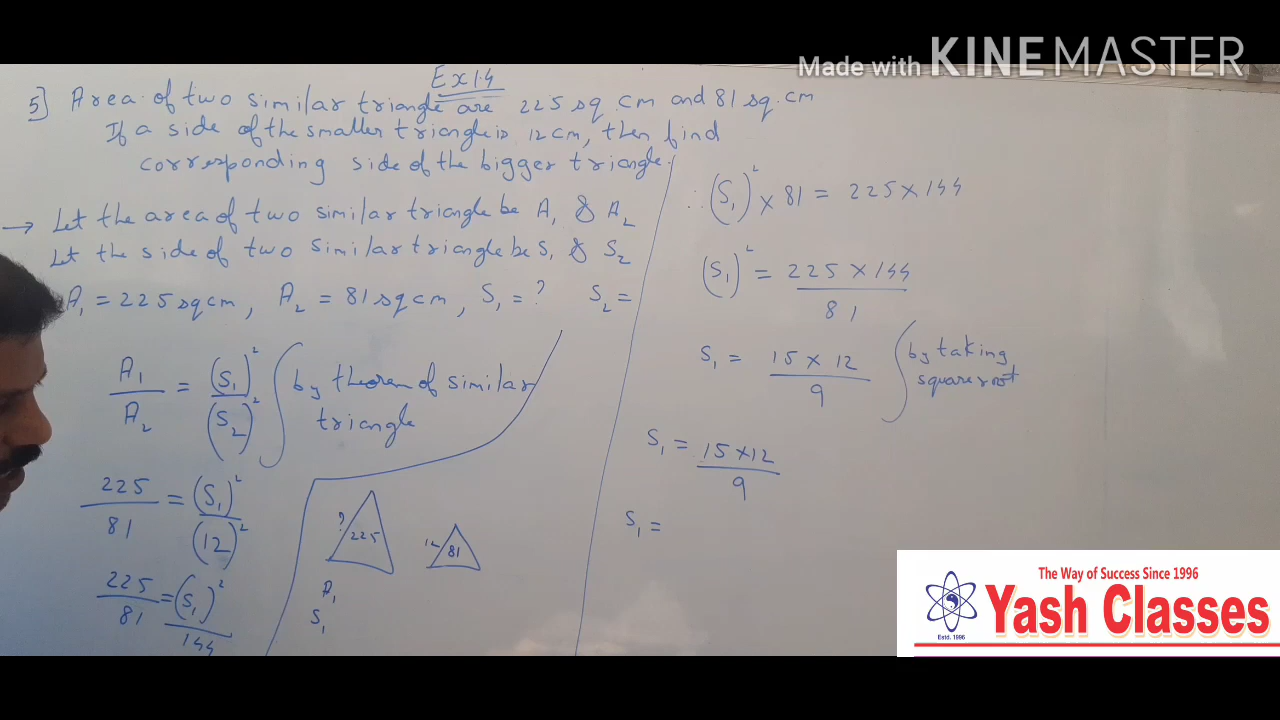 Made with KINEMASTER
Ex 1.4
5] Area of two similar triangle are 225 sq.cm and 81 sq.cm
If a side of the smaller triangle is 12 cm, then find
corresponding side of the bigger triangle.
→ Let the area of two similar triangle be A₁ & A₂
Let the side of two similar triangle be S₁ & S₂
A₁ = 225 sq cm, A₂ = 81 sq cm, S₁ = ? S₂ =
A₁/A₂ = (S₁)²/(S₂)² by theorem of similar
triangle
225/81 = (S₁)²/(12)²
225/81 = (S₁)²/144
? 225
12 81
A₁
S₁
∴ (S₁)² × 81 = 225 × 144
(S₁)² = 225 × 144/81
S₁ = 15 × 12/9 by taking
square root
S₁ = 15 × 12/9
S₁ =
The Way of Success Since 1996
Yash Classes
Estd. 1996